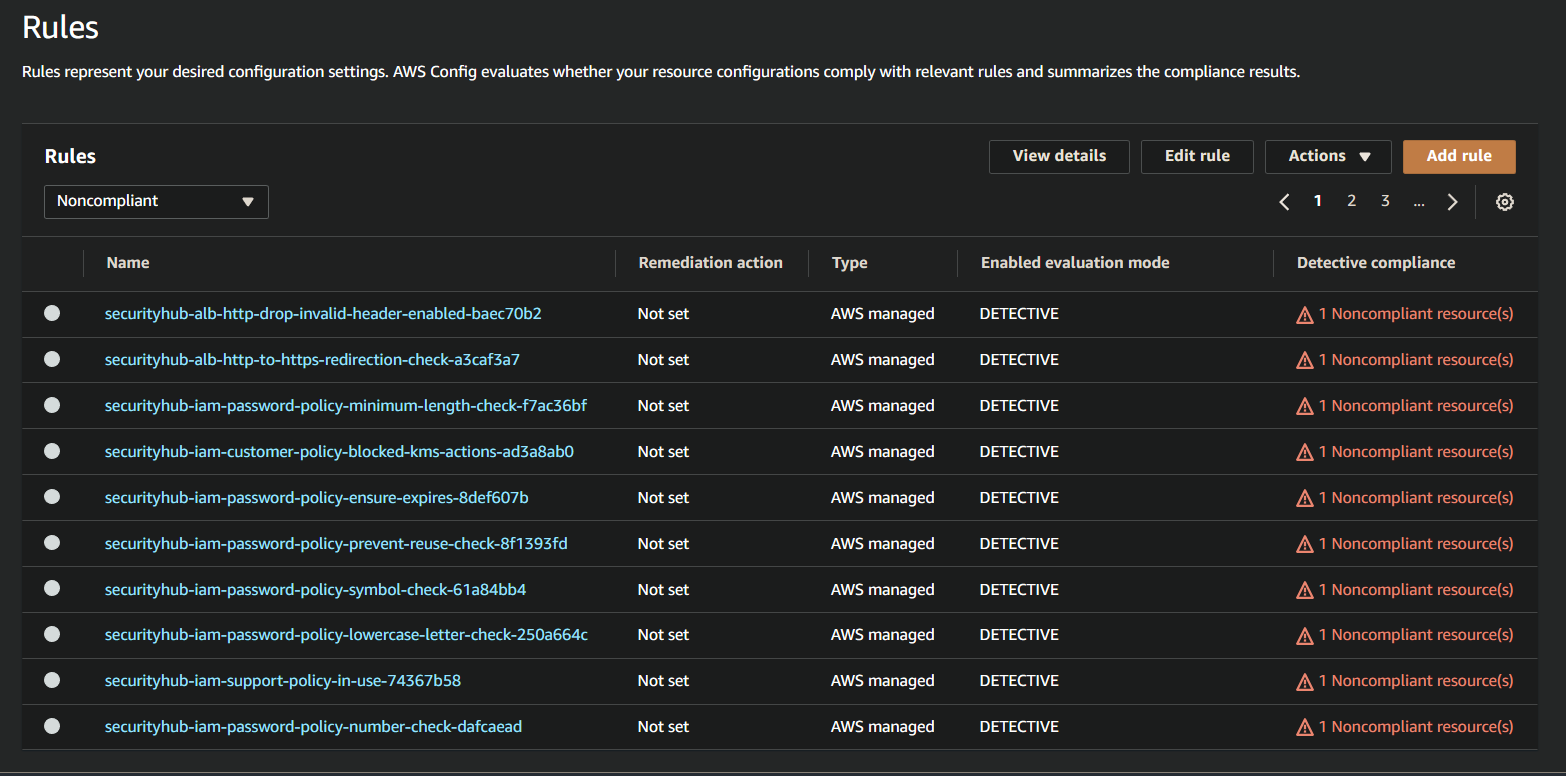 Rules
Rules represent your desired configuration settings. AWS Config evaluates whether your resource configurations comply with relevant rules and summarizes the compliance results.
Rules
View details Edit rule Actions Add rule
Noncompliant
1 2 3 ...
Name Remediation action Type Enabled evaluation mode Detective compliance
securityhub-alb-http-drop-invalid-header-enabled-baec70b2 Not set AWS managed DETECTIVE 1 Noncompliant resource(s)
securityhub-alb-http-to-https-redirection-check-a3caf3a7 Not set AWS managed DETECTIVE 1 Noncompliant resource(s)
securityhub-iam-password-policy-minimum-length-check-f7ac36bf Not set AWS managed DETECTIVE 1 Noncompliant resource(s)
securityhub-iam-customer-policy-blocked-kms-actions-ad3a8ab0 Not set AWS managed DETECTIVE 1 Noncompliant resource(s)
securityhub-iam-password-policy-ensure-expires-8def607b Not set AWS managed DETECTIVE 1 Noncompliant resource(s)
securityhub-iam-password-policy-prevent-reuse-check-8f1393fd Not set AWS managed DETECTIVE 1 Noncompliant resource(s)
securityhub-iam-password-policy-symbol-check-61a84bb4 Not set AWS managed DETECTIVE 1 Noncompliant resource(s)
securityhub-iam-password-policy-lowercase-letter-check-250a664c Not set AWS managed DETECTIVE 1 Noncompliant resource(s)
securityhub-iam-support-policy-in-use-74367b58 Not set AWS managed DETECTIVE 1 Noncompliant resource(s)
securityhub-iam-password-policy-number-check-dafcaead Not set AWS managed DETECTIVE 1 Noncompliant resource(s)